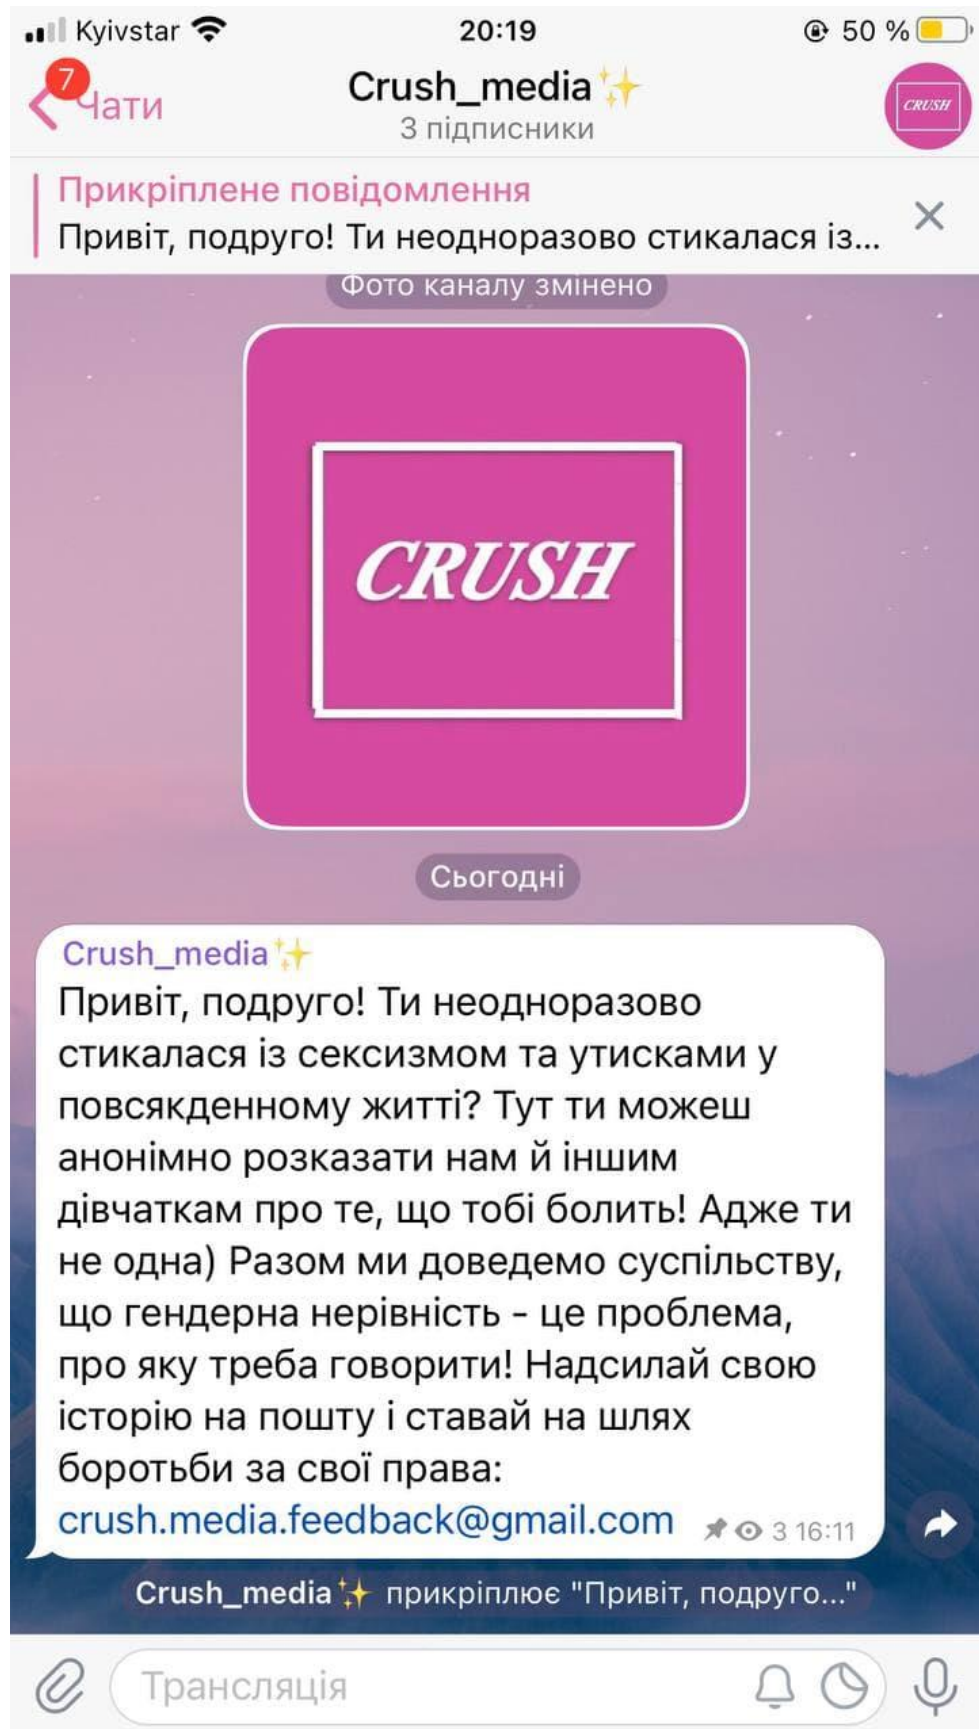 Kyivstar 20:19 50 %
7 Чати Crush_media✨ CRUSH
3 підписники
Прикріплене повідомлення
Привіт, подруго! Ти неодноразово стикалася із...
Фото каналу змінено
CRUSH
Сьогодні
Crush_media✨
Привіт, подруго! Ти неодноразово
стикалася із сексизмом та утисками у
повсякденному житті? Тут ти можеш
анонімно розказати нам й іншим
дівчаткам про те, що тобі болить! Адже ти
не одна) Разом ми доведемо суспільству,
що гендерна нерівність - це проблема,
про яку треба говорити! Надсилай свою
історію на пошту і ставай на шлях
боротьби за свої права:
crush.media.feedback@gmail.com 3 16:11
Crush_media✨ прикріплює "Привіт, подруго..."
Трансляція